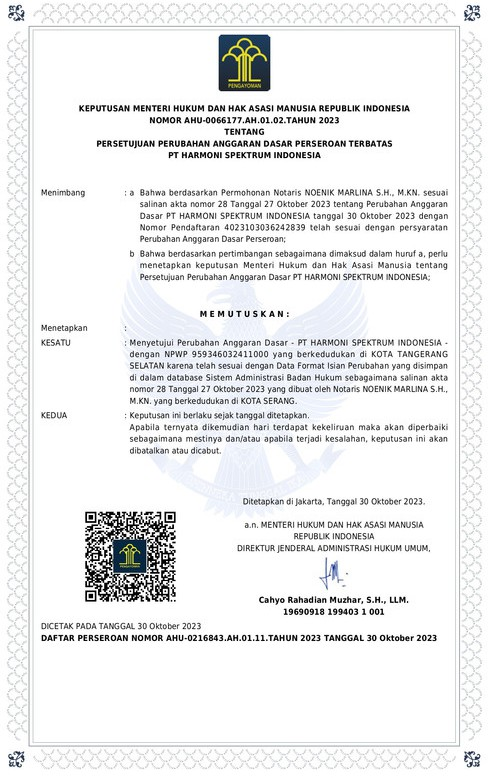 PENGAYOMAN
KEPUTUSAN MENTERI HUKUM DAN HAK ASASI MANUSIA REPUBLIK INDONESIA
NOMOR AHU-0066177.AH.01.02.TAHUN 2023
TENTANG
PERSETUJUAN PERUBAHAN ANGGARAN DASAR PERSEROAN TERBATAS
PT HARMONI SPEKTRUM INDONESIA
Menimbang : a Bahwa berdasarkan Permohonan Notaris NOENIK MARLINA S.H., M.KN. sesuai
salinan akta nomor 28 Tanggal 27 Oktober 2023 tentang Perubahan Anggaran
Dasar PT HARMONI SPEKTRUM INDONESIA tanggal 30 Oktober 2023 dengan
Nomor Pendaftaran 4023103036242839 telah sesuai dengan persyaratan
Perubahan Anggaran Dasar Perseroan;
b Bahwa berdasarkan pertimbangan sebagaimana dimaksud dalam huruf a, perlu
menetapkan keputusan Menteri Hukum dan Hak Asasi Manusia tentang
Persetujuan Perubahan Anggaran Dasar PT HARMONI SPEKTRUM INDONESIA;
M E M U T U S K A N :
Menetapkan :
KESATU : Menyetujui Perubahan Anggaran Dasar - PT HARMONI SPEKTRUM INDONESIA -
dengan NPWP 959346032411000 yang berkedudukan di KOTA TANGERANG
SELATAN karena telah sesuai dengan Data Format Isian Perubahan yang disimpan
di dalam database Sistem Administrasi Badan Hukum sebagaimana salinan akta
nomor 28 Tanggal 27 Oktober 2023 yang dibuat oleh Notaris NOENIK MARLINA S.H.,
M.KN. yang berkedudukan di KOTA SERANG.
KEDUA : Keputusan ini berlaku sejak tanggal ditetapkan.
Apabila ternyata dikemudian hari terdapat kekeliruan maka akan diperbaiki
sebagaimana mestinya dan/atau apabila terjadi kesalahan, keputusan ini akan
dibatalkan atau dicabut.
Ditetapkan di Jakarta, Tanggal 30 Oktober 2023.
a.n. MENTERI HUKUM DAN HAK ASASI MANUSIA
REPUBLIK INDONESIA
DIREKTUR JENDERAL ADMINISTRASI HUKUM UMUM,
Cahyo Rahadian Muzhar, S.H., LLM.
19690918 199403 1 001
DICETAK PADA TANGGAL 30 Oktober 2023
DAFTAR PERSEROAN NOMOR AHU-0216843.AH.01.11.TAHUN 2023 TANGGAL 30 Oktober 2023